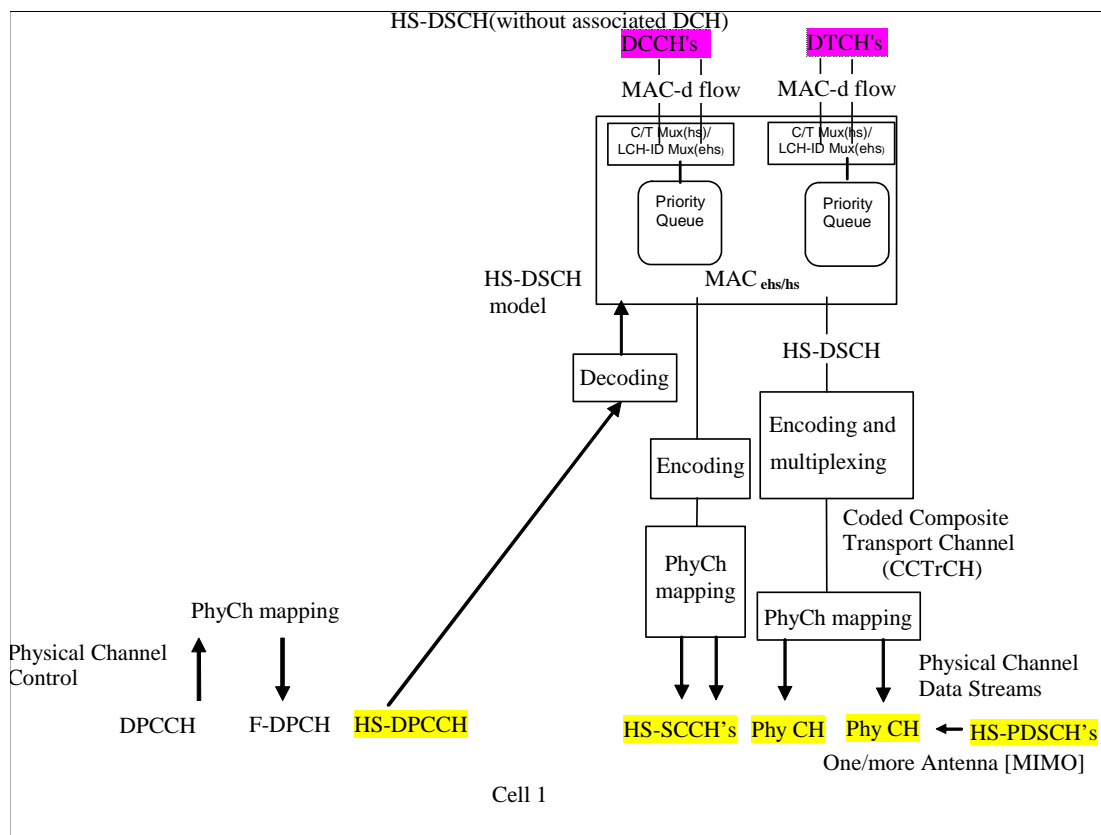 HS-DSCH(without associated DCH)
DCCH's
DTCH's
MAC-d flow
MAC-d flow
C/T Mux(hs)/
LCH-ID Mux(ehs)
C/T Mux(hs)/
LCH-ID Mux(ehs)
Priority
Queue
Priority
Queue
HS-DSCH
model
MAC ehs/hs
HS-DSCH
Decoding
Encoding and
multiplexing
Encoding
Coded Composite
Transport Channel
(CCTrCH)
PhyCh
mapping
PhyCh mapping
PhyCh mapping
Physical Channel
Control
Physical Channel
Data Streams
DPCCH
F-DPCH
HS-DPCCH
HS-SCCH’s
Phy CH
Phy CH
HS-PDSCH’s
One/more Antenna [MIMO]
Cell 1